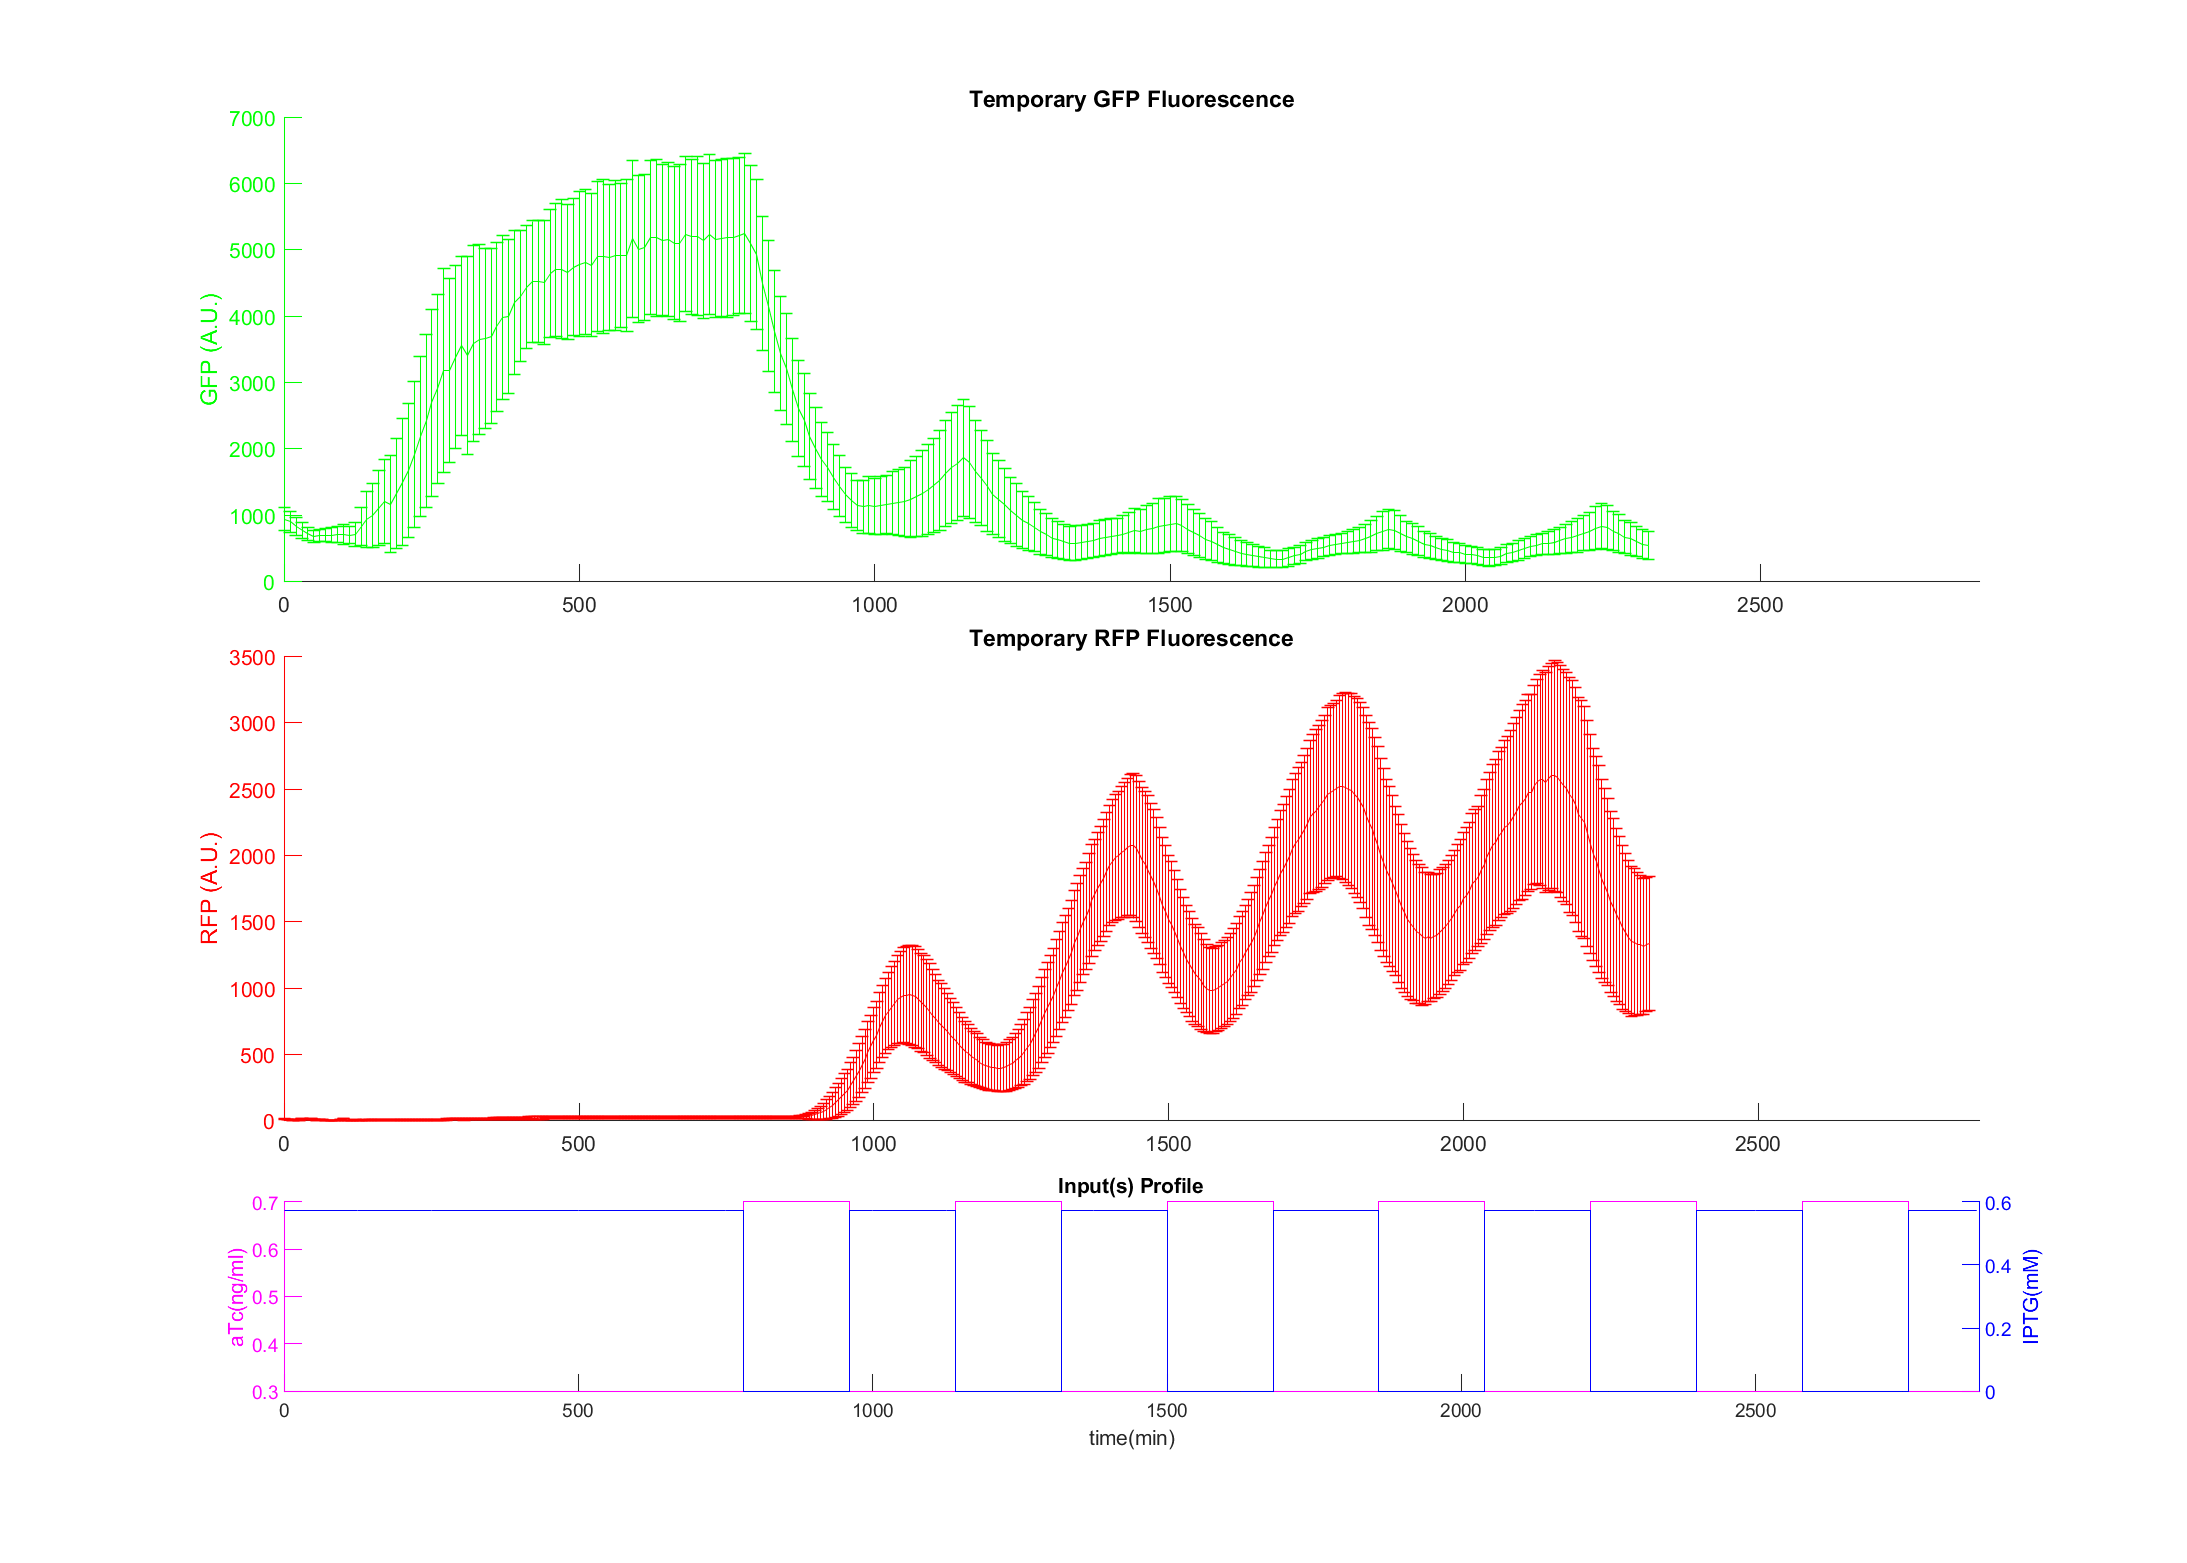 Temporary GFP Fluorescence
7000
6000
5000
4000
3000
2000
1000
0
GFP (A.U.)
0 500 1000 1500 2000 2500
Temporary RFP Fluorescence
3500
3000
2500
2000
1500
1000
500
0
RFP (A.U.)
0 500 1000 1500 2000 2500
Input(s) Profile
0.7
0.6
0.5
0.4
0.3
aTc(ng/ml)
0.6
0.4
0.2
0
IPTG(mM)
0 500 1000 1500 2000 2500
time(min)